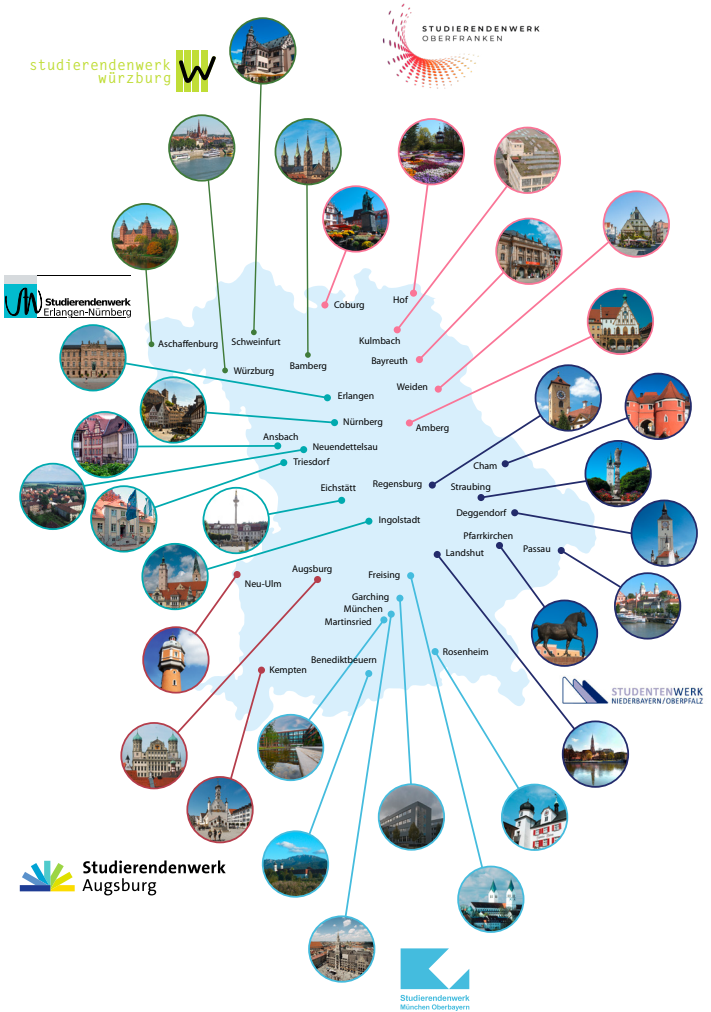 STUDIERENDENWERK
OBERFRANKEN
studierendenwerk
würzburg
W
Studierendenwerk
Erlangen-Nürnberg
Coburg
Hof
Kulmbach
Aschaffenburg
Schweinfurt
Würzburg
Bamberg
Bayreuth
Weiden
Erlangen
Nürnberg
Amberg
Ansbach
Neuendettelsau
Triesdorf
Cham
Regensburg
Straubing
Eichstätt
Deggendorf
Ingolstadt
Pfarrkirchen
Passau
Landshut
Neu-Ulm
Augsburg
Freising
Garching
München
Martinsried
Rosenheim
Benediktbeuern
Kempten
STUDENTENWERK
NIEDERBAYERN/OBERPFALZ
Studierendenwerk
Augsburg
Studierendenwerk
München Oberbayern